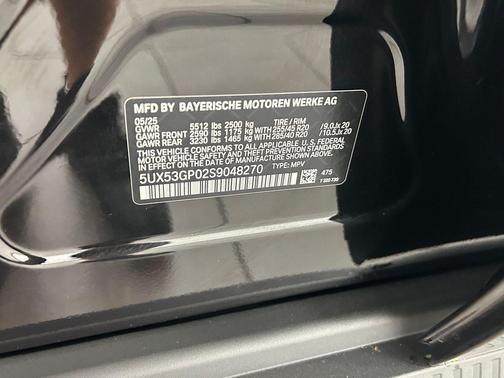 MFD BY BAYERISCHE MOTOREN WERKE AG
05/25 TIRE / RIM
GVWR 5512 lbs 2500 kg
GAWR FRONT 2590 lbs 1175 kg WITH 255/45 R20 /9.0Jx 20
GAWR REAR 3230 lbs 1465 kg WITH 285/40 R20 /10.5Jx 20
THIS VEHICLE CONFORMS TO ALL APPLICABLE U.S. FEDERAL
MOTOR VEHICLE SAFETY, BUMPER, AND
THEFT PREVENTION STANDARDS
IN EFFECT ON THE DATE OF MANUFACTURE SHOWN ABOVE.
5UX53GP02S9048270 TYPE: MPV
475